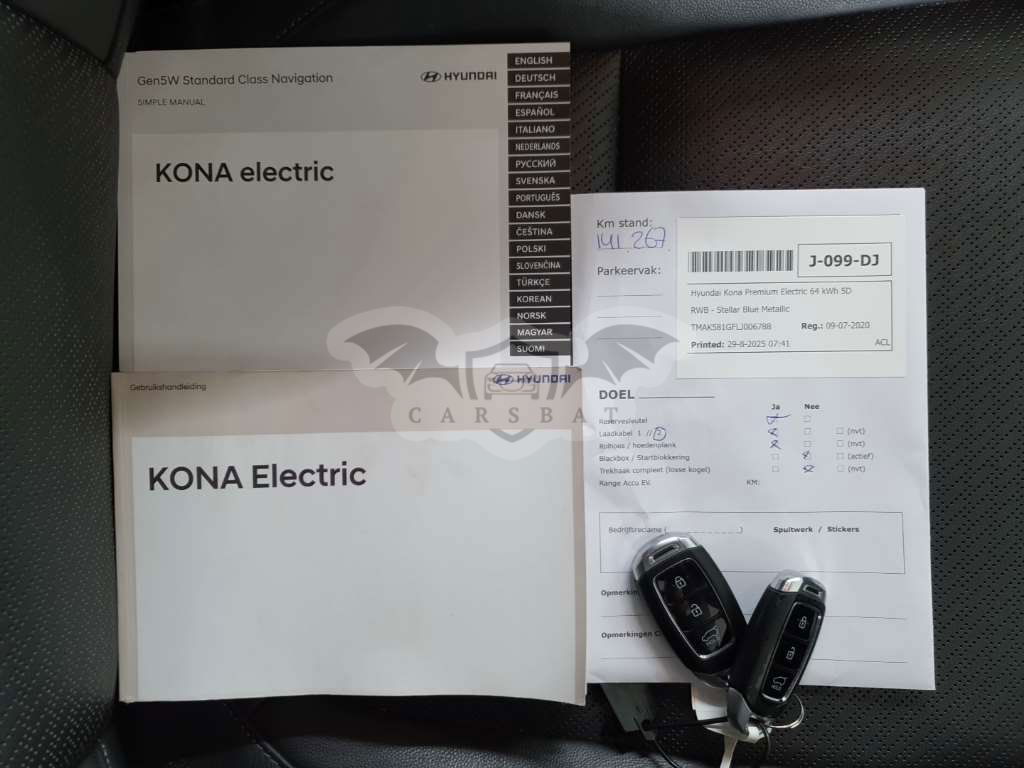 Gen5W Standard Class Navigation
SIMPLE MANUAL
HYUNDAI
KONA electric
ENGLISH
DEUTSCH
FRANÇAIS
ESPAÑOL
ITALIANO
NEDERLANDS
РУССКИЙ
SVENSKA
PORTUGUÊS
DANSK
ČEŠTINA
POLSKI
SLOVENČINA
TÜRKÇE
KOREAN
NORSK
MAGYAR
SUOMI
Gebruikshandleiding
HYUNDAI
KONA Electric
CARSBAT
Km stand:
141.267
Parkeervak:
J-099-DJ
Hyundai Kona Premium Electric 64 kWh 5D
RWB - Stellar Blue Metallic
TMAK581GFLJ006788 Reg.: 09-07-2020
Printed: 29-8-2025 07:41 ACL
DOEL
Ja Nee
Reservesleutel
Laadkabel 1 // 2 (nvt)
Rolhoes / hoedenplank (nvt)
Blackbox / Startblokkering (actief)
Trekhaak compleet (losse kogel) (nvt)
Range Accu EV. KM:
Bedrijfsreclame ( ) Spuitwerk / Stickers